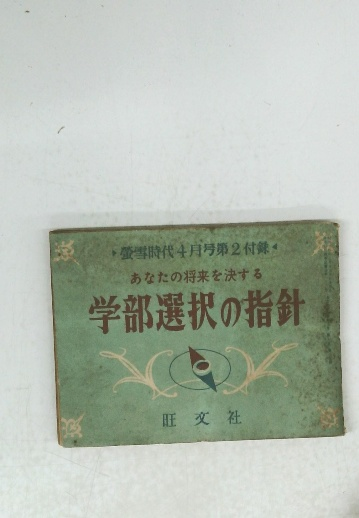 螢雪時代4月号第2付録
あなたの将来を決する
学部選択の指針
旺文社